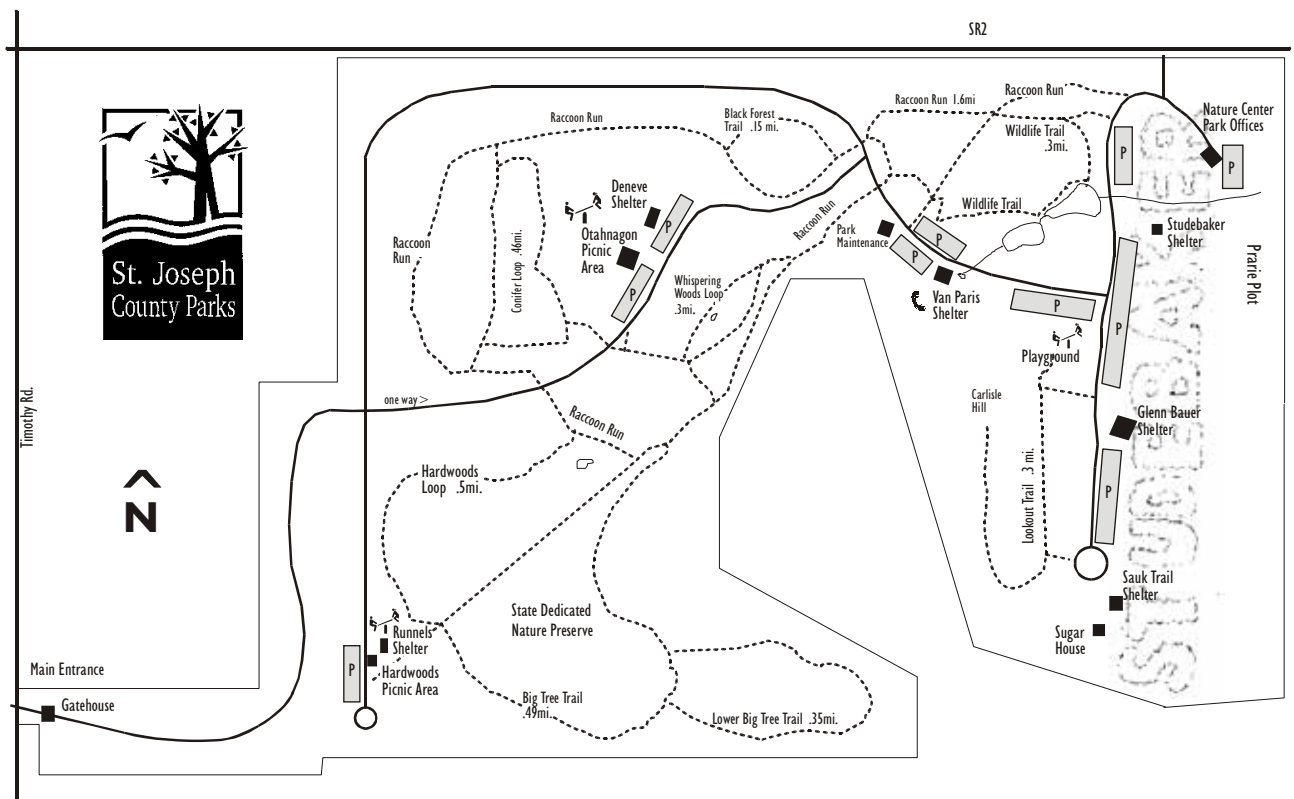 SR2
St. Joseph
County Parks
Timothy Rd.
N
Main Entrance
Gatehouse
one way >
Raccoon Run
Black Forest
Trail .15 mi.
Raccoon Run 1.6mi
Raccoon Run
Wildlife Trail
.3mi.
Nature Center
Park Offices
P
P
Deneve
Shelter
P
Otahnagon
Picnic
Area
P
Raccoon
Run
Conifer Loop .46mi.
Whispering
Woods Loop
.3mi.
Raccoon Run
Park
Maintenance
Wildlife Trail
P
P
Van Paris
Shelter
Studebaker
Shelter
Prairie Plot
P
P
Playground
Carlisle
Hill
Glenn Bauer
Shelter
Lookout Trail .3 mi.
P
STUDEBAKER
Raccoon Run
Hardwoods
Loop .5mi.
State Dedicated
Nature Preserve
Sauk Trail
Shelter
Sugar
House
Runnels
Shelter
P
Hardwoods
Picnic Area
Big Tree Trail
.49mi.
Lower Big Tree Trail .35mi.